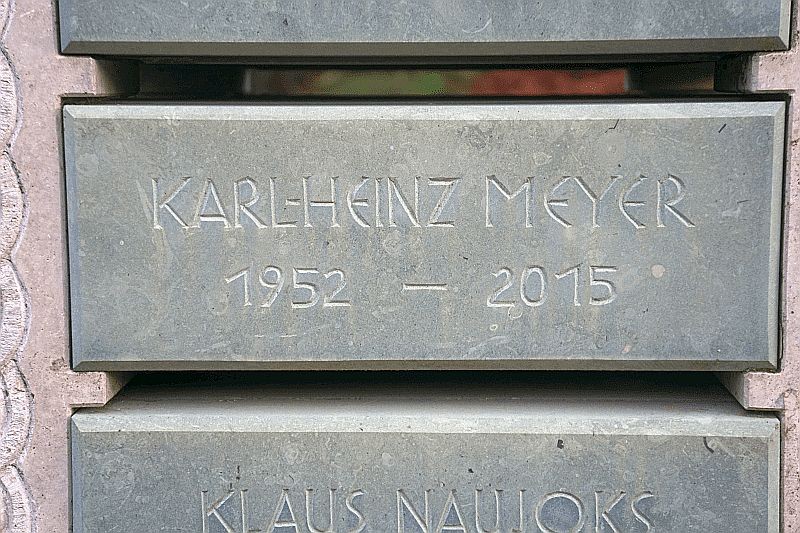 KARL-HEINZ MEYER
1952 – 2015
KLAUS NAUJOKS